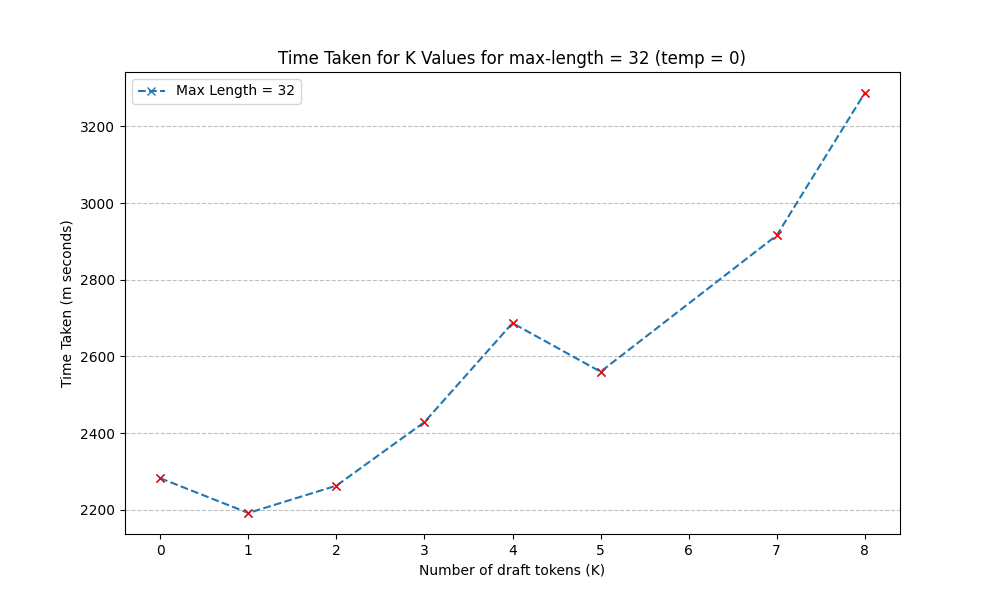 Time Taken for K Values for max-length = 32 (temp = 0)
Max Length = 32
3200
3000
2800
2600
2400
2200
Time Taken (m seconds)
0 1 2 3 4 5 6 7 8
Number of draft tokens (K)